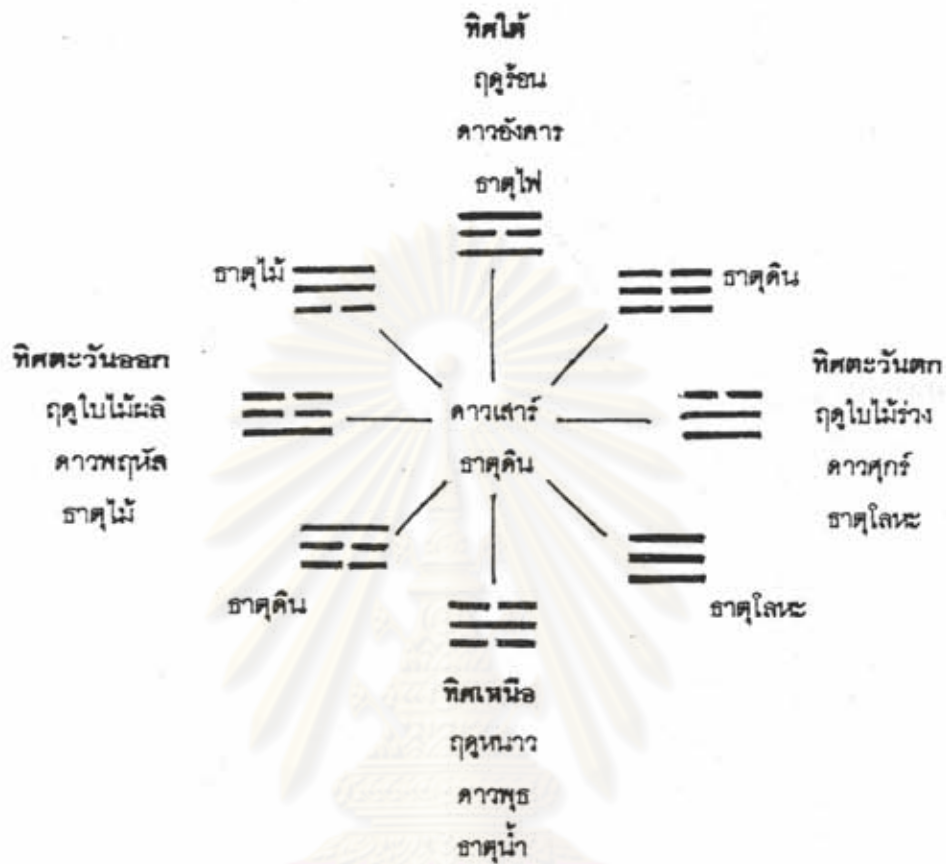 ทิศใต้
ฤดูร้อน
ดาวอังคาร
ธาตุไฟ
ธาตุไม้
ธาตุดิน
ทิศตะวันออก
ฤดูใบไม้ผลิ
ดาวพฤหัส
ธาตุไม้
ดาวเสาร์
ธาตุดิน
ทิศตะวันตก
ฤดูใบไม้ร่วง
ดาวศุกร์
ธาตุโลหะ
ธาตุดิน
ธาตุโลหะ
ทิศเหนือ
ฤดูหนาว
ดาวพุธ
ธาตุน้ำ